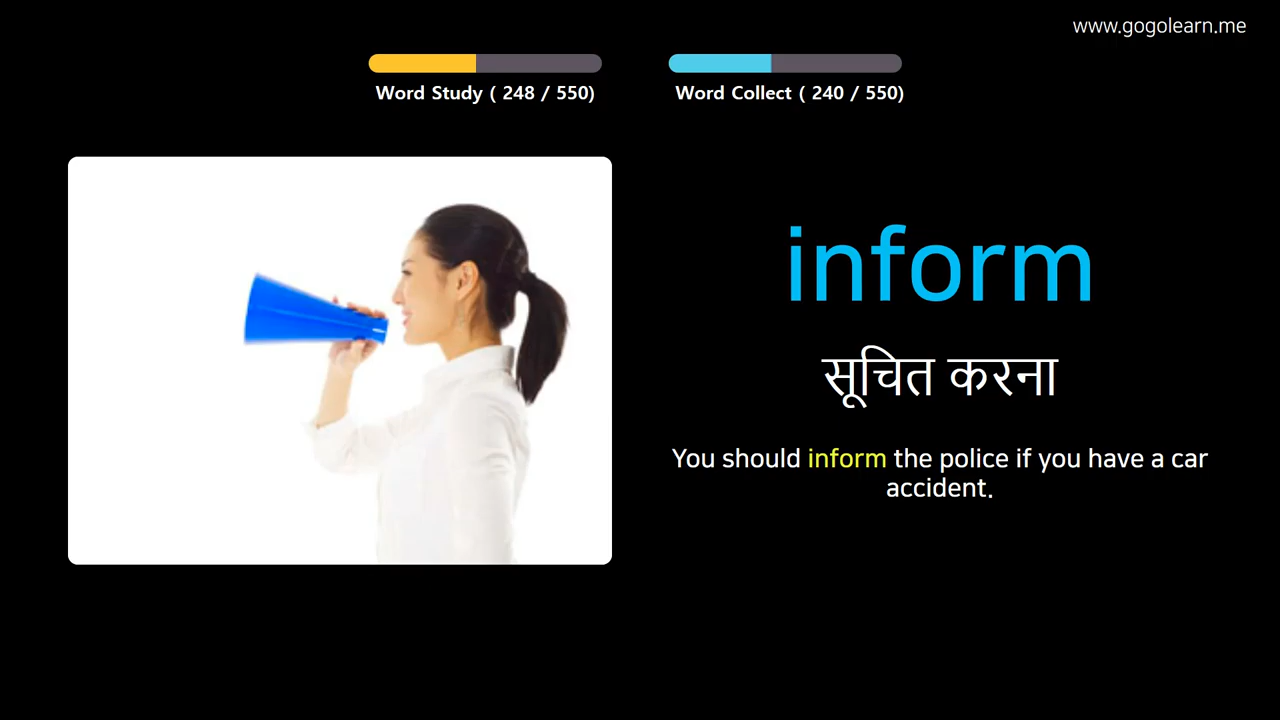 www.gogolearn.me
Word Study ( 248 / 550)
Word Collect ( 240 / 550)
inform
सूचित करना
You should inform the police if you have a car
accident.